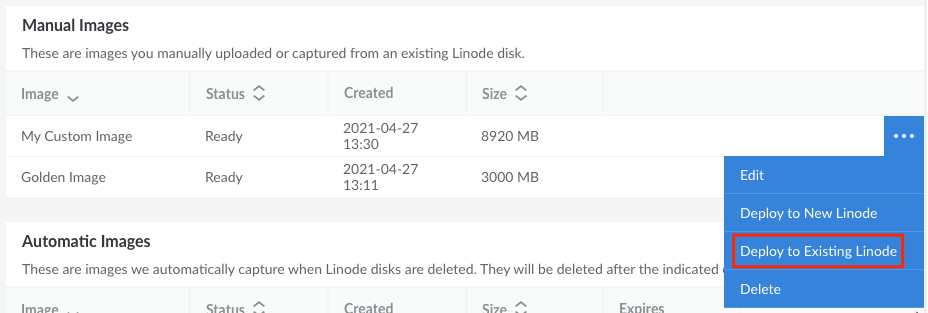 Manual Images
These are images you manually uploaded or captured from an existing Linode disk.
Image Status Created Size
My Custom Image Ready 2021-04-27 13:30 8920 MB
Golden Image Ready 2021-04-27 13:11 3000 MB
Edit
Deploy to New Linode
Deploy to Existing Linode
Delete
Automatic Images
These are images we automatically capture when Linode disks are deleted. They will be deleted after the indicated
Image Status Created Size Expires